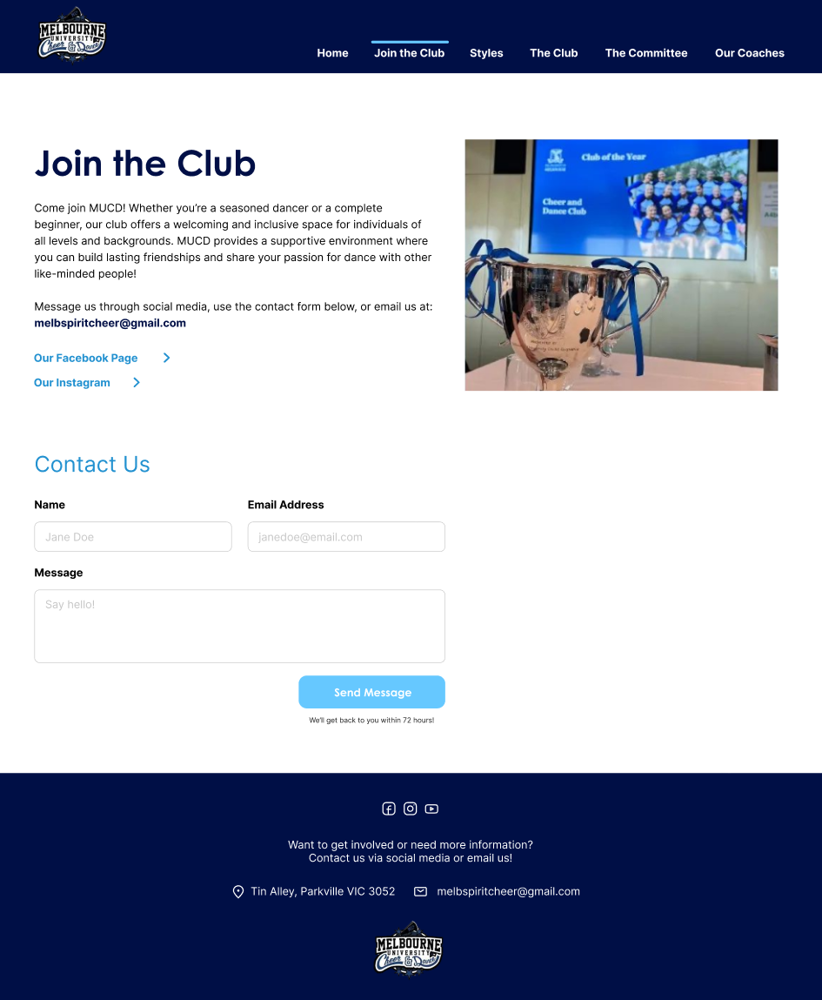 MELBOURNE
UNIVERSITY
Cheer & Dance
Home
Join the Club
Styles
The Club
The Committee
Our Coaches
Join the Club
Come join MUCD! Whether you're a seasoned dancer or a complete
beginner, our club offers a welcoming and inclusive space for individuals of
all levels and backgrounds. MUCD provides a supportive environment where
you can build lasting friendships and share your passion for dance with other
like-minded people!
Message us through social media, use the contact form below, or email us at:
melbspiritcheer@gmail.com
Our Facebook Page
Our Instagram
Club of the Year
Cheer and
Dance Club
Contact Us
Name
Email Address
Jane Doe
janedoe@email.com
Message
Say hello!
Send Message
We'll get back to you within 72 hours!
Want to get involved or need more information?
Contact us via social media or email us!
Tin Alley, Parkville VIC 3052
melbspiritcheer@gmail.com
MELBOURNE
UNIVERSITY
Cheer & Dance